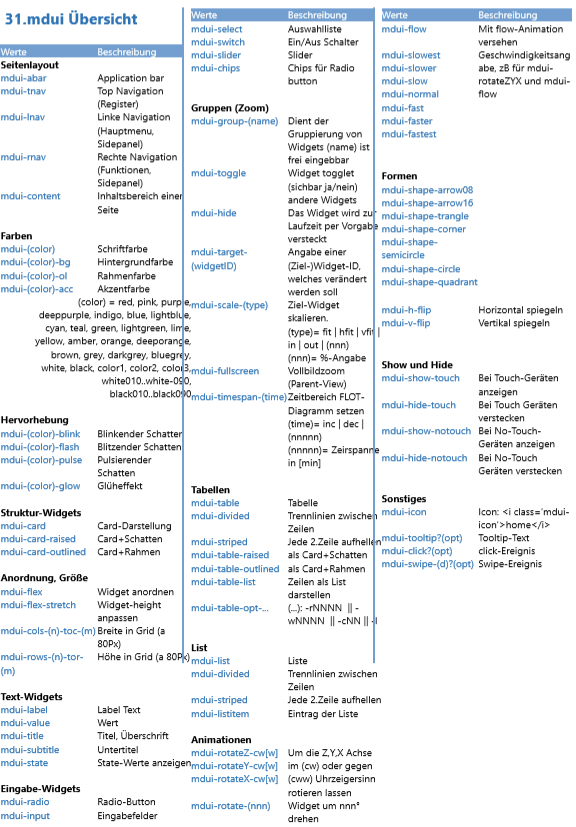 31.mdui Übersicht
Werte Beschreibung
Seitenlayout
mdui-abar Application bar
mdui-tnav Top Navigation
(Register)
mdui-lnav Linke Navigation
(Hauptmenu,
Sidepanel)
mdui-rnav Rechte Navigation
(Funktionen,
Sidepanel)
mdui-content Inhaltsbereich einer
Seite
Farben
mdui-(color) Schriftfarbe
mdui-(color)-bg Hintergrundfarbe
mdui-(color)-ol Rahmenfarbe
mdui-(color)-acc Akzentfarbe
(color) = red, pink, purple,
deeppurple, indigo, blue, lightblue,
cyan, teal, green, lightgreen, lime,
yellow, amber, orange, deeporange,
brown, grey, darkgrey, bluegrey,
white, black, color1, color2, color3,
white010..white-090,
black010..black090
Hervorhebung
mdui-(color)-blink Blinkender Schatten
mdui-(color)-flash Blitzender Schatten
mdui-(color)-pulse Pulsierender
Schatten
mdui-(color)-glow Glüheffekt
Struktur-Widgets
mdui-card Card-Darstellung
mdui-card-raised Card+Schatten
mdui-card-outlined Card+Rahmen
Anordnung, Größe
mdui-flex Widget anordnen
mdui-flex-stretch Widget-height
anpassen
mdui-cols-(n)-toc-(m) Breite in Grid (a
80Px)
mdui-rows-(n)-tor- Höhe in Grid (a 80Px)
(m)
Text-Widgets
mdui-label Label Text
mdui-value Wert
mdui-title Titel, Überschrift
mdui-subtitle Untertitel
mdui-state State-Werte anzeigen
Eingabe-Widgets
mdui-radio Radio-Button
mdui-input Eingabefelder
Werte Beschreibung
mdui-select Auswahlliste
mdui-switch Ein/Aus Schalter
mdui-slider Slider
mdui-chips Chips für Radio
button
Gruppen (Zoom)
mdui-group-(name) Dient der
Gruppierung von
Widgets (name) ist
frei eingebbar
mdui-toggle Widget togglet
(sichbar ja/nein)
andere Widgets
mdui-hide Das Widget wird zur
Laufzeit per Vorgabe
versteckt
mdui-target- Angabe einer
(widgetID) (Ziel-)Widget-ID,
welches verändert
werden soll
mdui-scale-(type) Ziel-Widget
skalieren.
(type)= fit | hfit | vfit |
in | out | (nnn)
(nnn)= %-Angabe
mdui-fullscreen Vollbildzoom
(Parent-View)
mdui-timespan-(time) Zeitbereich FLOT-
Diagramm setzen
(time)= inc | dec |
(nnnnn)
(nnnnn)= Zeirspanne
in [min]
Tabellen
mdui-table Tabelle
mdui-divided Trennlinien zwischen
Zeilen
mdui-striped Jede 2.Zeile aufhellen
mdui-table-raised als Card+Schatten
mdui-table-outlined als Card+Rahmen
mdui-table-list Zeilen als List
darstellen
mdui-table-opt-... (...): -rNNNN || -
wNNNN || -cNN || -l
List
mdui-list Liste
mdui-divided Trennlinien zwischen
Zeilen
mdui-striped Jede 2.Zeile aufhellen
mdui-listitem Eintrag der Liste
Animationen
mdui-rotateZ-cw[w] Um die Z,Y,X Achse
mdui-rotateY-cw[w] im (cw) oder gegen
mdui-rotateX-cw[w] (cww) Uhrzeigersinn
rotieren lassen
mdui-rotate-(nnn) Widget um nnn°
drehen
Werte Beschreibung
mdui-flow Mit flow-Animation
versehen
mdui-slowest Geschwindigkeitsang
mdui-slower abe, zB für mdui-
mdui-slow rotateZYX und mdui-
mdui-normal flow
mdui-fast
mdui-faster
mdui-fastest
Formen
mdui-shape-arrow08
mdui-shape-arrow16
mdui-shape-trangle
mdui-shape-corner
mdui-shape-
semicircle
mdui-shape-circle
mdui-shape-quadrant
mdui-h-flip Horizontal spiegeln
mdui-v-flip Vertikal spiegeln
Show und Hide
mdui-show-touch Bei Touch-Geräten
anzeigen
mdui-hide-touch Bei Touch Geräten
verstecken
mdui-show-notouch Bei No-Touch-
Geräten anzeigen
mdui-hide-notouch Bei No-Touch
Geräten verstecken
Sonstiges
mdui-icon Icon: <i class='mdui-
icon'>home</i>
mdui-tooltip?(opt) Tooltip-Text
mdui-click?(opt) click-Ereignis
mdui-swipe-(d)?(opt) Swipe-Ereignis